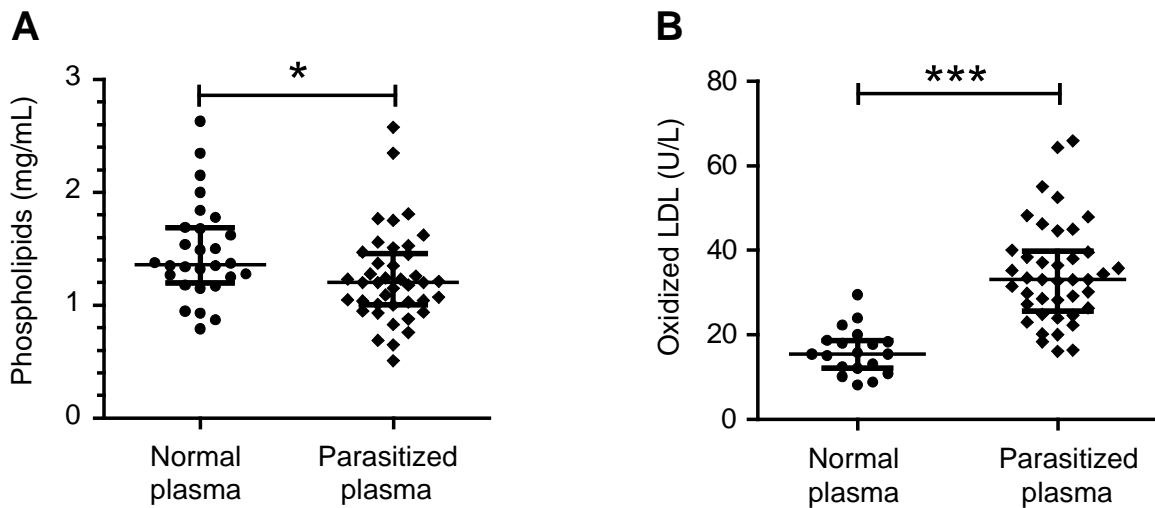 A
Phospholipids (mg/mL)
3
2
1
0
*
Normal
plasma
Parasitized
plasma
B
Oxidized LDL (U/L)
80
60
40
20
0
***
Normal
plasma
Parasitized
plasma